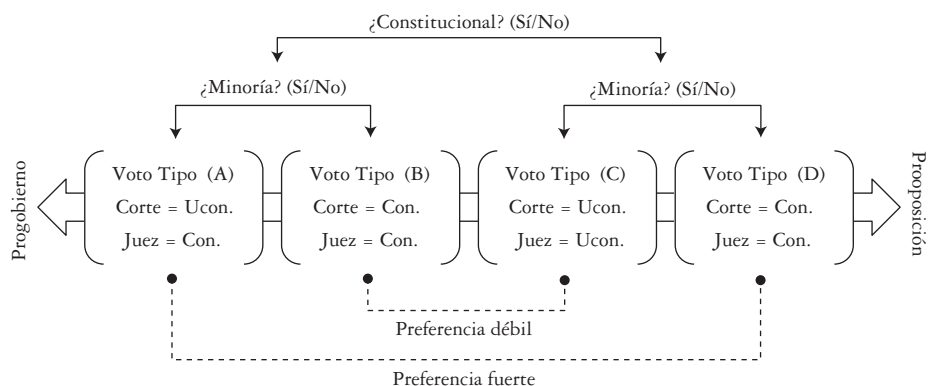 ¿Constitucional? (Sí/No)
¿Minoría? (Sí/No)
¿Minoría? (Sí/No)
Progobierno
Voto Tipo (A)
Corte = Ucon.
Juez = Con.
Voto Tipo (B)
Corte = Con.
Juez = Con.
Voto Tipo (C)
Corte = Ucon.
Juez = Ucon.
Voto Tipo (D)
Corte = Con.
Juez = Con.
Prooposición
Preferencia débil
Preferencia fuerte